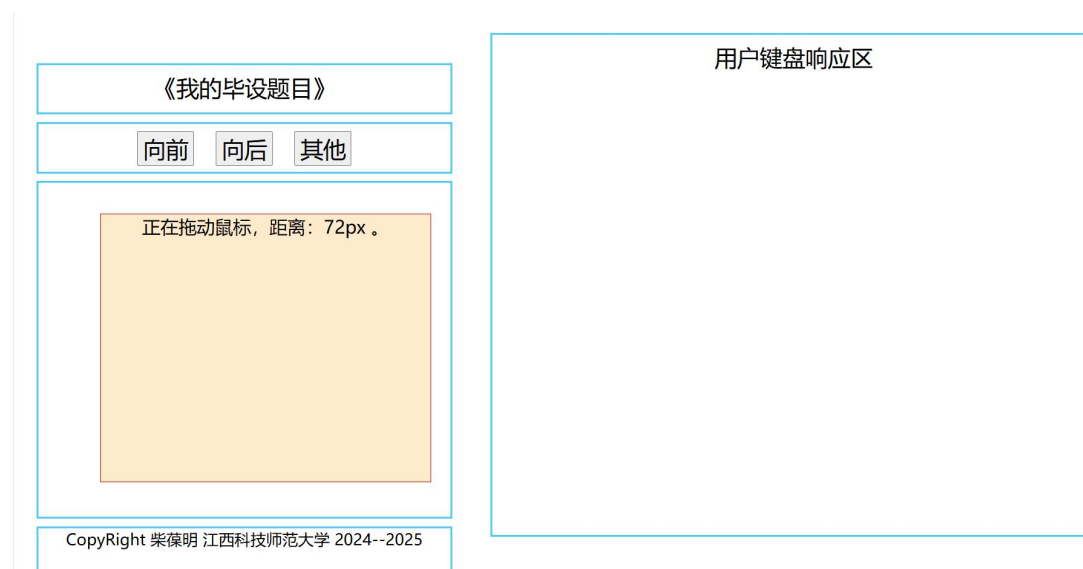 《我的毕设题目》
向前 向后 其他
正在拖动鼠标，距离：72px 。
CopyRight 柴葆明 江西科技师范大学 2024--2025
用户键盘响应区